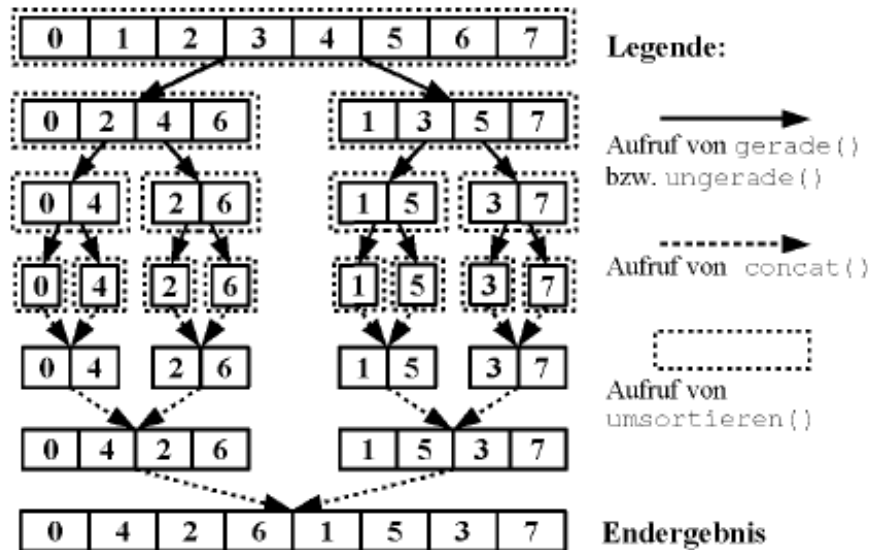 0 1 2 3 4 5 6 7
Legende:
0 2 4 6 1 3 5 7
Aufruf von gerade()
bzw. ungerade()
0 4 2 6 1 5 3 7
0 4 2 6 1 5 3 7
Aufruf von concat()
0 4 2 6 1 5 3 7
Aufruf von
umsortieren()
0 4 2 6 1 5 3 7
0 4 2 6 1 5 3 7
Endergebnis